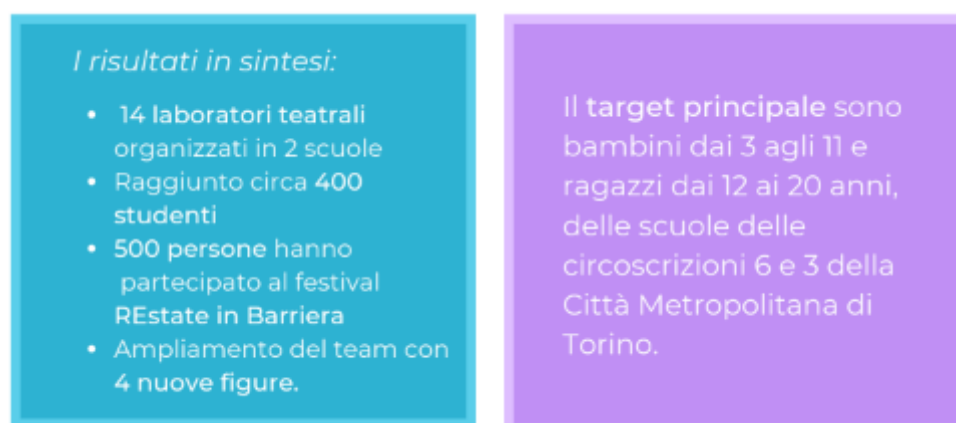 I risultati in sintesi:
• 14 laboratori teatrali
organizzati in 2 scuole
• Raggiunto circa 400
studenti
• 500 persone hanno
partecipato al festival
REstate in Barriera
• Ampliamento del team con
4 nuove figure.
Il target principale sono
bambini dai 3 agli 11 e
ragazzi dai 12 ai 20 anni,
delle scuole delle
circoscrizioni 6 e 3 della
Città Metropolitana di
Torino.